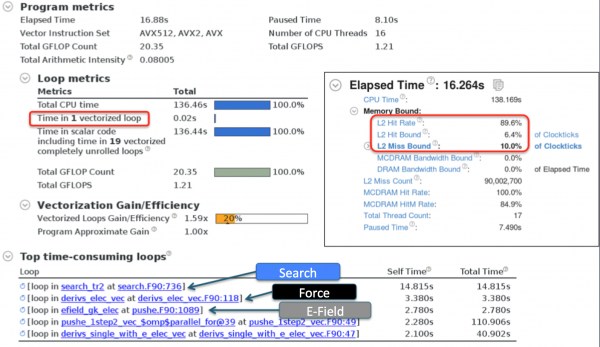 Program metrics
Elapsed Time 16.88s Paused Time 8.10s
Vector Instruction Set AVX512, AVX2, AVX Number of CPU Threads 16
Total GFLOP Count 20.35 Total GFLOPS 1.21
Total Arithmetic Intensity 0.08005
Loop metrics
Metrics Total
Total CPU time 136.46s 100.0%
Time in 1 vectorized loop 0.02s
Time in scalar code 136.44s 100.0%
including time in 19 vectorized
completely unrolled loops
Total GFLOP Count 20.35 100.0%
Total GFLOPS 1.21
Vectorization Gain/Efficiency
Vectorized Loops Gain/Efficiency 1.59x 20%
Program Approximate Gain 1.00x
Elapsed Time : 16.264s
CPU Time : 138.169s
Memory Bound:
L2 Hit Rate : 89.6%
L2 Hit Bound : 6.4% of Clockticks
L2 Miss Bound : 10.0% of Clockticks
MCDRAM Bandwidth Bound : 0.0%
DRAM Bandwidth Bound : 0.0% of Elapsed Time
L2 Miss Count : 90,002,700
MCDRAM Hit Rate: 100.0%
MCDRAM HitM Rate: 84.9%
Total Thread Count: 17
Paused Time : 7.490s
Top time-consuming loops
Loop Self Time Total Time
[loop in search_tr2 at search.F90:736] 14.815s 14.815s
[loop in derivs_elec_vec at derivs_elec_vec.F90:118] 3.380s 3.380s
[loop in efield_gk_elec at pushe.F90:1089] 2.780s 2.780s
[loop in pushe_1step2_vec_$omp$parallel_for@39 at pushe_1step2_vec.F90:49] 2.280s 110.906s
[loop in derivs_single_with_e_elec_vec at derivs_single_with_e_elec_vec.F90:47] 2.100s 40.902s
Search
Force
E-Field